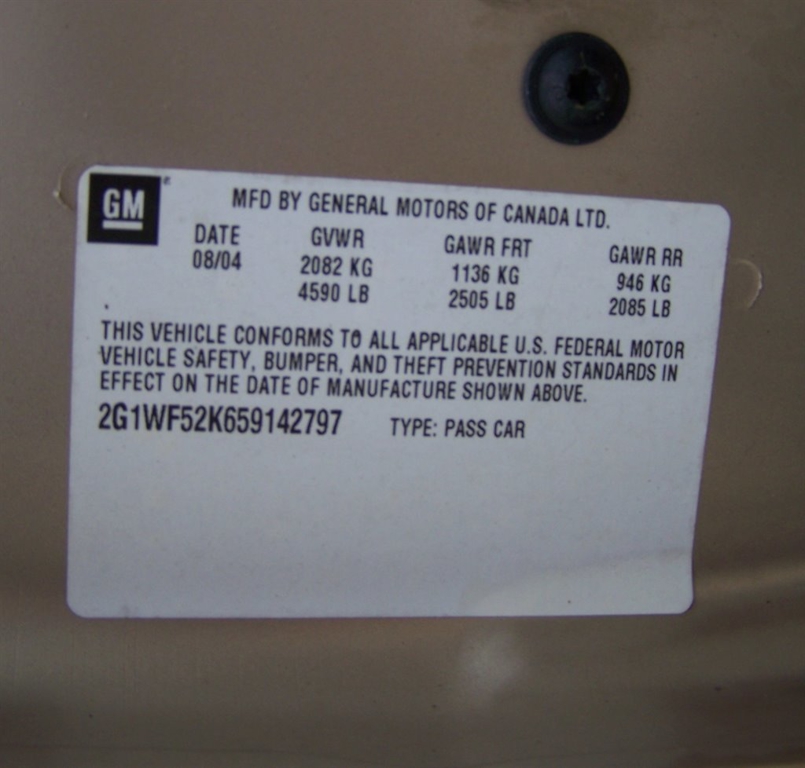 GM
MFD BY GENERAL MOTORS OF CANADA LTD.
DATE GVWR GAWR FRT GAWR RR
08/04 2082 KG 1136 KG 946 KG
4590 LB 2505 LB 2085 LB
THIS VEHICLE CONFORMS TO ALL APPLICABLE U.S. FEDERAL MOTOR
VEHICLE SAFETY, BUMPER, AND THEFT PREVENTION STANDARDS IN
EFFECT ON THE DATE OF MANUFACTURE SHOWN ABOVE.
2G1WF52K659142797 TYPE: PASS CAR